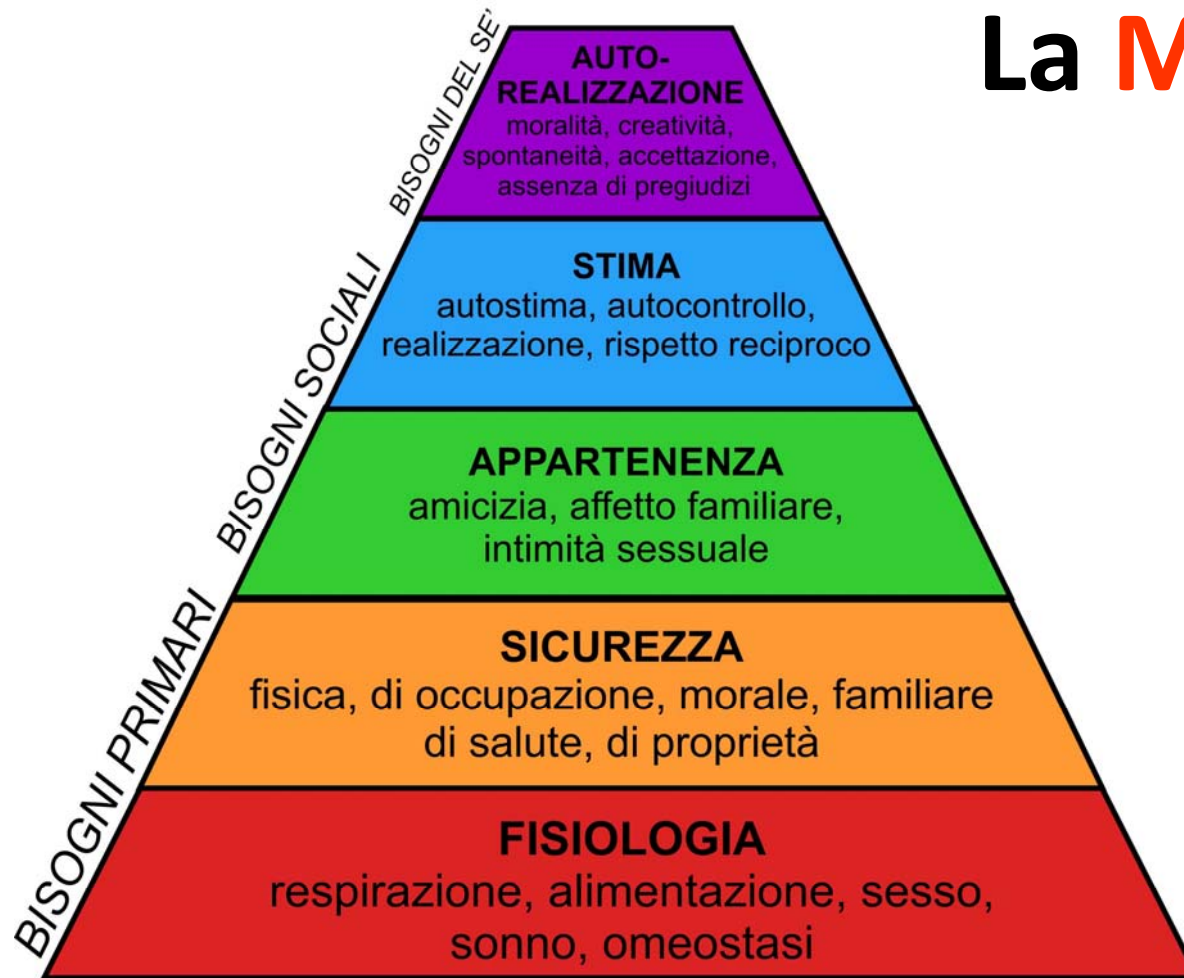 La M
BISOGNI DEL SE’
AUTO-
REALIZZAZIONE
moralità, creatività,
spontaneità, accettazione,
assenza di pregiudizi
BISOGNI SOCIALI
STIMA
autostima, autocontrollo,
realizzazione, rispetto reciproco
APPARTENENZA
amicizia, affetto familiare,
intimità sessuale
BISOGNI PRIMARI
SICUREZZA
fisica, di occupazione, morale, familiare
di salute, di proprietà
FISIOLOGIA
respirazione, alimentazione, sesso,
sonno, omeostasi